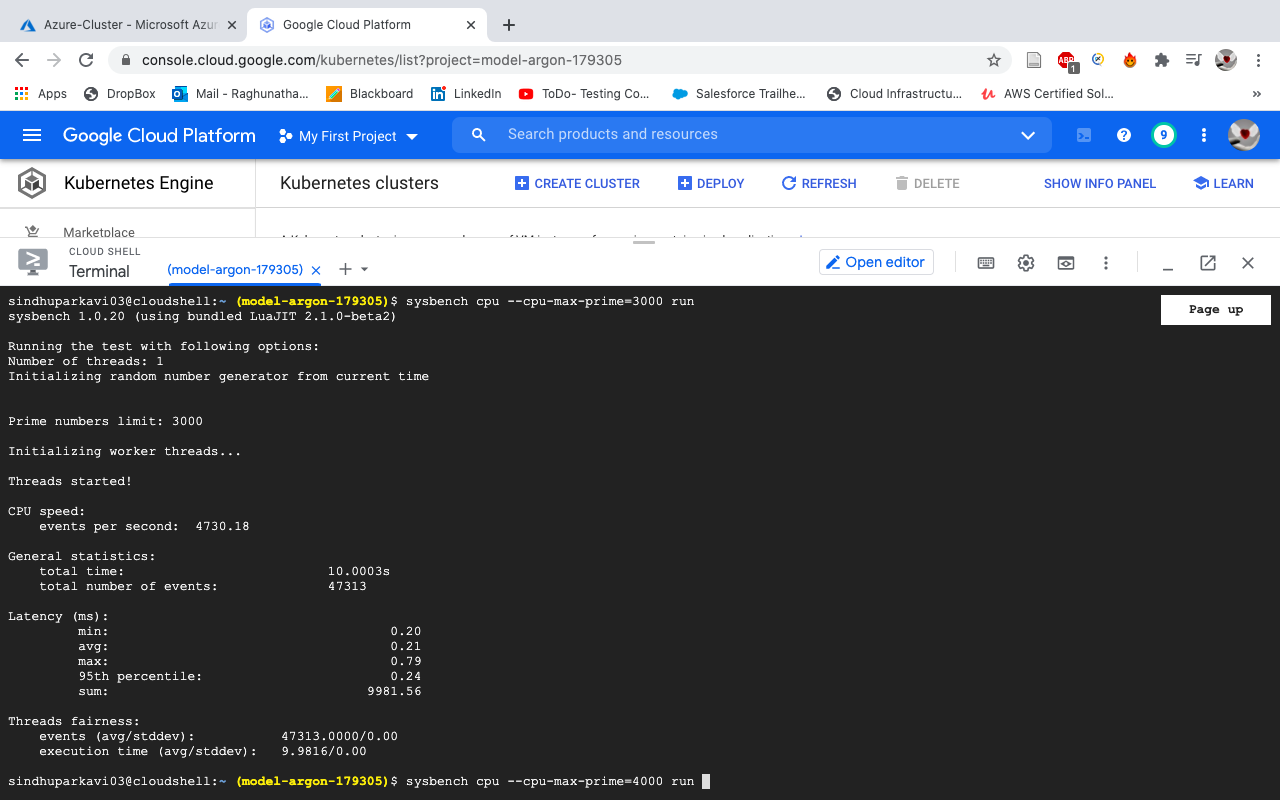 Azure-Cluster - Microsoft Azur
Google Cloud Platform
console.cloud.google.com/kubernetes/list?project=model-argon-179305
ABP
1
Apps
DropBox
Mail - Raghunatha...
Blackboard
LinkedIn
ToDo- Testing Co...
Salesforce Trailhe...
Cloud Infrastructu...
AWS Certified Sol...
»
Google Cloud Platform
My First Project
Search products and resources
9
Kubernetes Engine
Kubernetes clusters
CREATE CLUSTER
DEPLOY
REFRESH
DELETE
SHOW INFO PANEL
LEARN
Marketplace
CLOUD SHELL
Terminal
(model-argon-179305)
Open editor
Page up
sindhuparkavi03@cloudshell:~ (model-argon-179305)$ sysbench cpu --cpu-max-prime=3000 run
sysbench 1.0.20 (using bundled LuaJIT 2.1.0-beta2)
Running the test with following options:
Number of threads: 1
Initializing random number generator from current time
Prime numbers limit: 3000
Initializing worker threads...
Threads started!
CPU speed:
events per second: 4730.18
General statistics:
total time: 10.0003s
total number of events: 47313
Latency (ms):
min: 0.20
avg: 0.21
max: 0.79
95th percentile: 0.24
sum: 9981.56
Threads fairness:
events (avg/stddev): 47313.0000/0.00
execution time (avg/stddev): 9.9816/0.00
sindhuparkavi03@cloudshell:~ (model-argon-179305)$ sysbench cpu --cpu-max-prime=4000 run